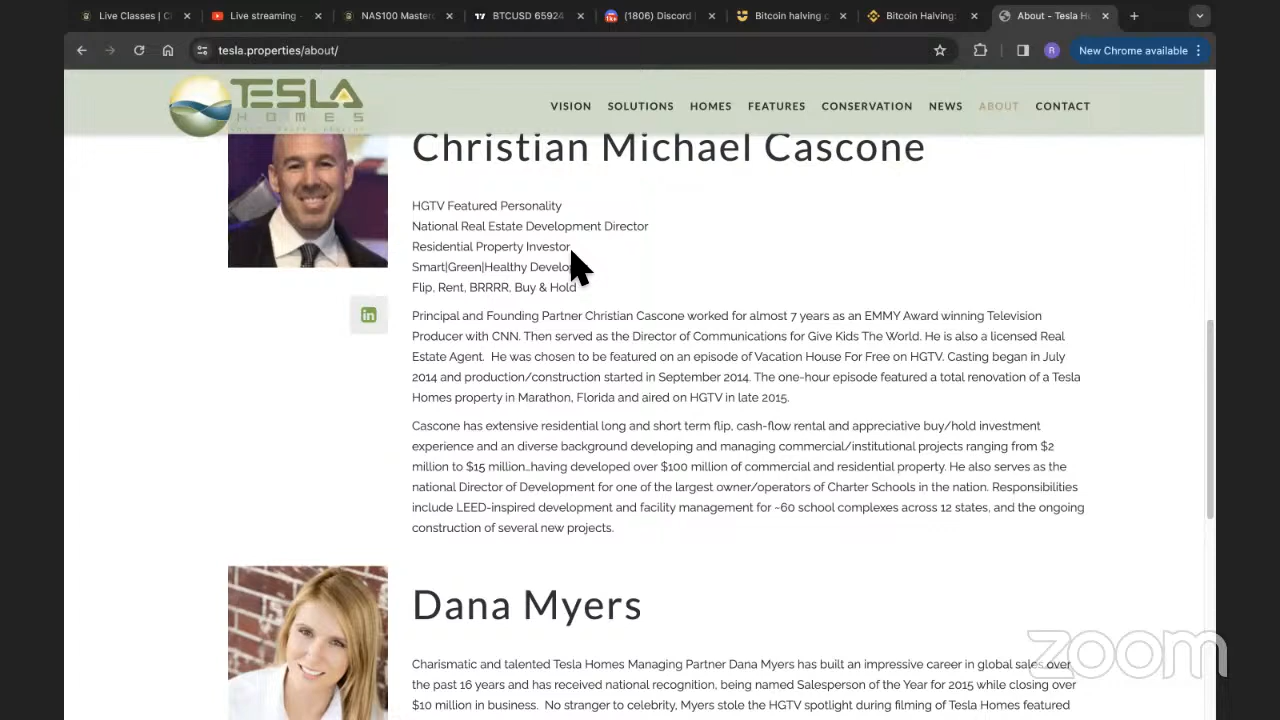 Live Classes | C
Live streaming -
NAS100 Master
BTCUSD 65924
(1806) Discord |
Bitcoin halving c
Bitcoin Halving:
About - Tesla H
tesla.properties/about/
R
New Chrome available
TESLA
HOMES
VISION
SOLUTIONS
HOMES
FEATURES
CONSERVATION
NEWS
ABOUT
CONTACT
Christian Michael Cascone
HGTV Featured Personality
National Real Estate Development Director
Residential Property Investor
Smart|Green|Healthy Develop
Flip, Rent, BRRRR, Buy & Hold
in
Principal and Founding Partner Christian Cascone worked for almost 7 years as an EMMY Award winning Television
Producer with CNN. Then served as the Director of Communications for Give Kids The World. He is also a licensed Real
Estate Agent. He was chosen to be featured on an episode of Vacation House For Free on HGTV. Casting began in July
2014 and production/construction started in September 2014. The one-hour episode featured a total renovation of a Tesla
Homes property in Marathon, Florida and aired on HGTV in late 2015.
Cascone has extensive residential long and short term flip, cash-flow rental and appreciative buy/hold investment
experience and an diverse background developing and managing commercial/institutional projects ranging from $2
million to $15 million…having developed over $100 million of commercial and residential property. He also serves as the
national Director of Development for one of the largest owner/operators of Charter Schools in the nation. Responsibilities
include LEED-inspired development and facility management for ~60 school complexes across 12 states, and the ongoing
construction of several new projects.
Dana Myers
Charismatic and talented Tesla Homes Managing Partner Dana Myers has built an impressive career in global sales over
the past 16 years and has received national recognition, being named Salesperson of the Year for 2015 while closing over
$10 million in business. No stranger to celebrity, Myers stole the HGTV spotlight during filming of Tesla Homes featured
zoom